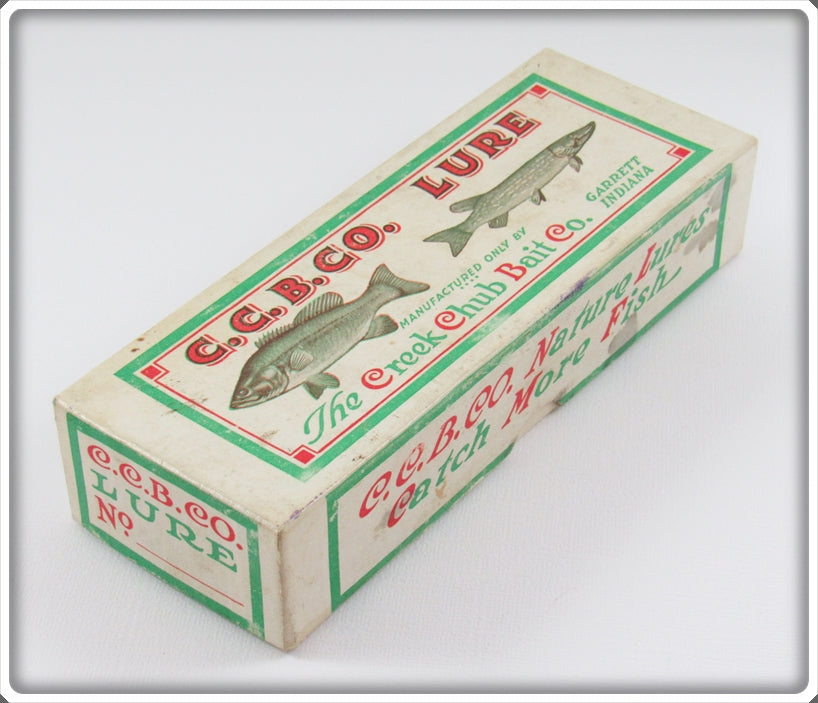 C.C.B.CO. LURE
MANUFACTURED ONLY BY
The Creek Chub Bait Co.
GARRETT
INDIANA
C.C.B.CO. Nature Lures
Catch More Fish
C.C.B.CO.
LURE
No.